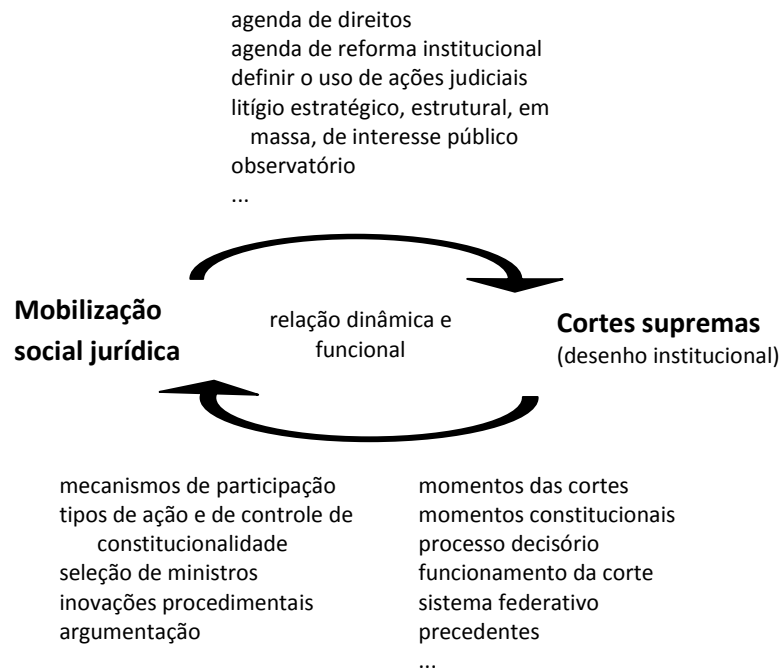 agenda de direitos
agenda de reforma institucional
definir o uso de ações judiciais
litígio estratégico, estrutural, em
massa, de interesse público
observatório
...
Mobilização
social jurídica
relação dinâmica e
funcional
Cortes supremas
(desenho institucional)
mecanismos de participação
tipos de ação e de controle de
constitucionalidade
seleção de ministros
inovações procedimentais
argumentação
momentos das cortes
momentos constitucionais
processo decisório
funcionamento da corte
sistema federativo
precedentes
...